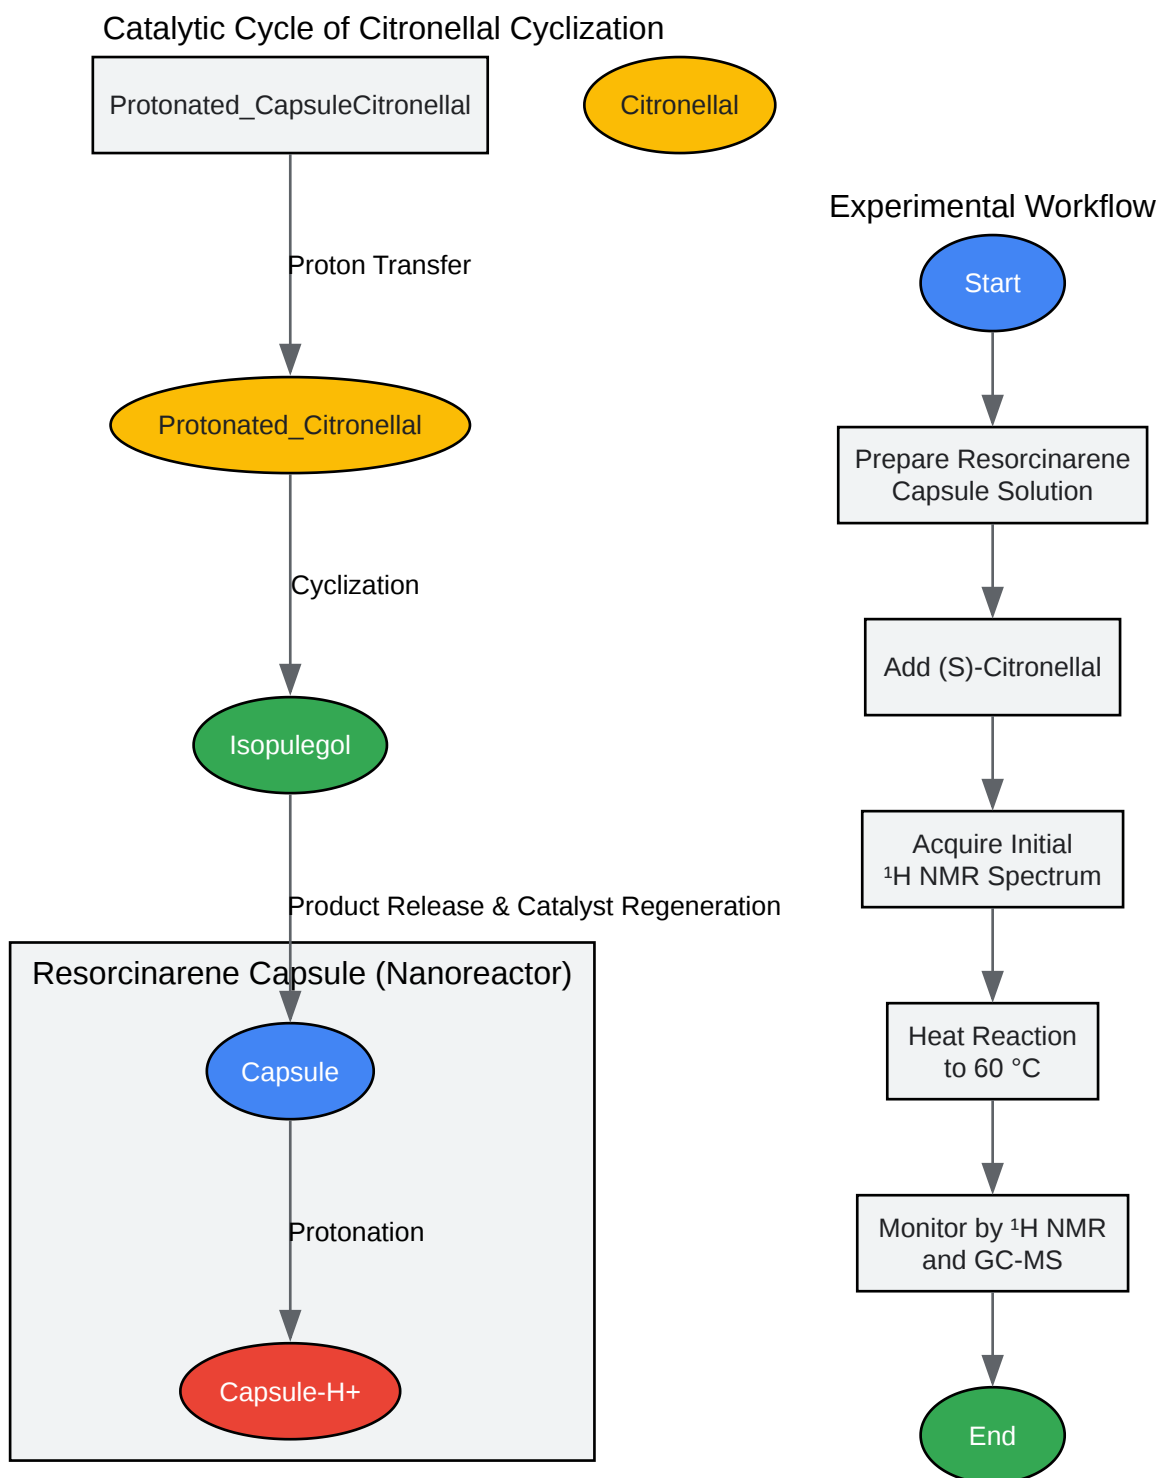 Catalytic Cycle of Citronellal Cyclization
Protonated_CapsuleCitronellal
Citronellal
Proton Transfer
Protonated_Citronellal
Cyclization
Isopulegol
Product Release & Catalyst Regeneration
Resorcinarene Capsule (Nanoreactor)
Capsule
Protonation
Capsule-H+
Experimental Workflow
Start
Prepare Resorcinarene
Capsule Solution
Add (S)-Citronellal
Acquire Initial
¹H NMR Spectrum
Heat Reaction
to 60 °C
Monitor by ¹H NMR
and GC-MS
End